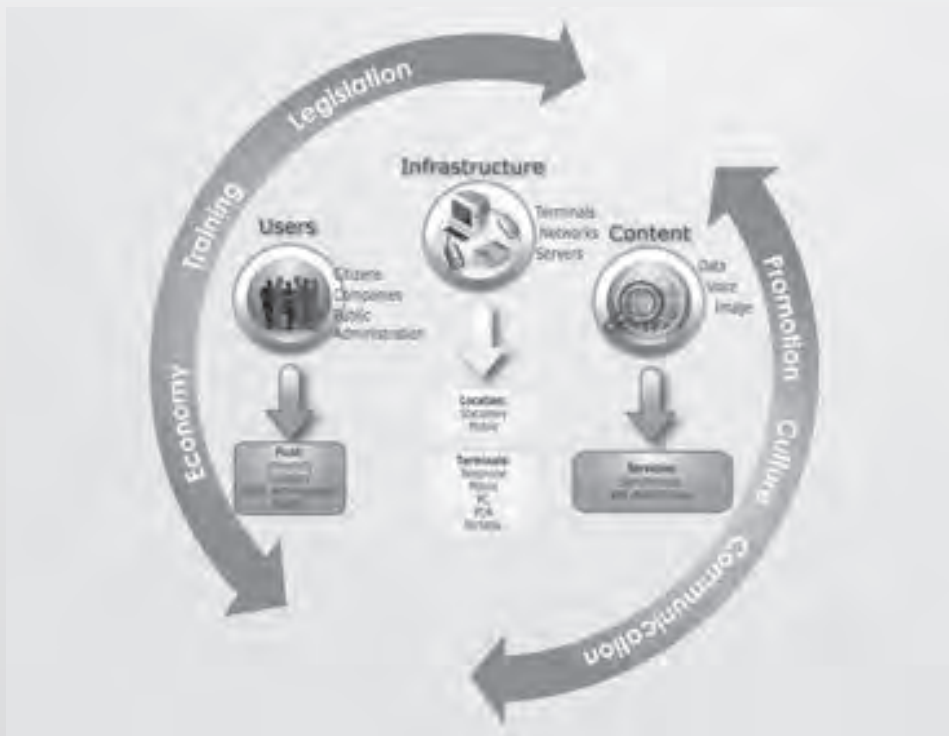 Legislation
Training
Economy
Infrastructure
Terminals
Networks
Servers
Users
Citizens
Companies
Public
Administration
Content
Data
Voice
Image
Promotion
Culture
Communication
Location:
Stationary
Mobile
Terminals:
Telephone
Mobile
PC
PDA
Services: